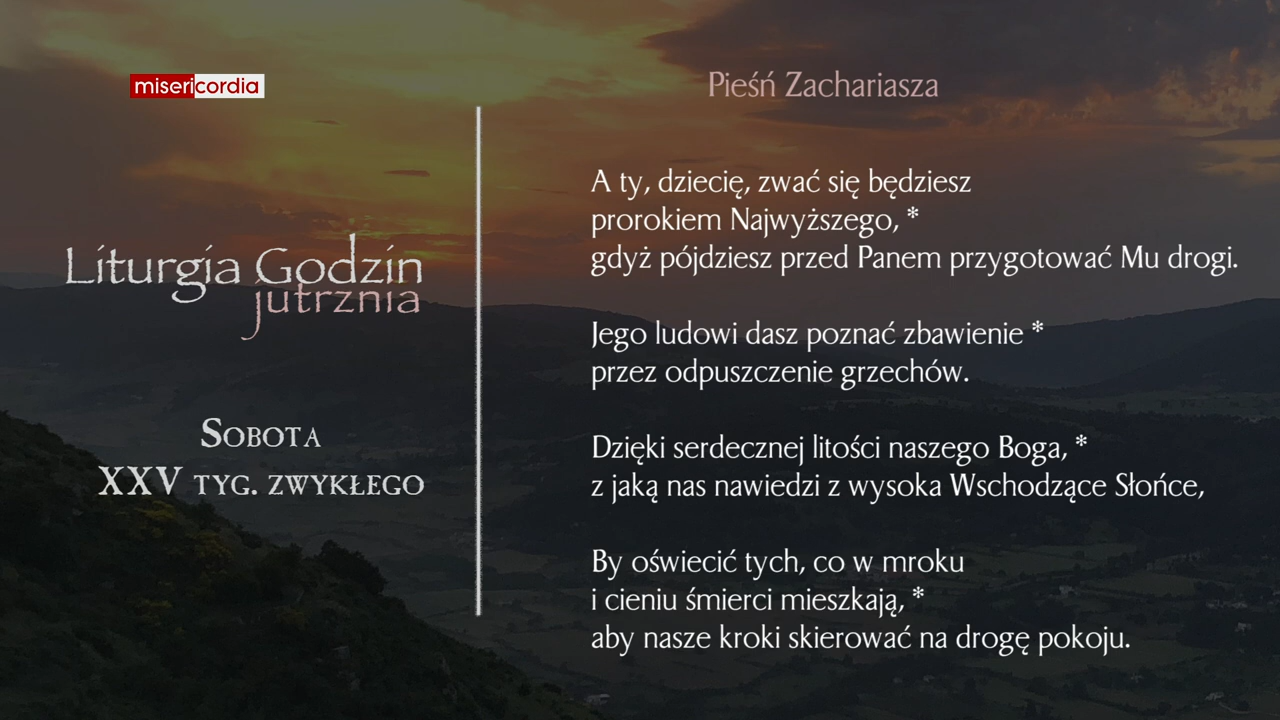 misericordia
Liturgia Godzin
jutrznia
Sobota
XXV tyg. zwykłego
Pieśń Zachariasza
A ty, dziecię, zwać się będziesz
prorokiem Najwyższego, *
gdyż pójdziesz przed Panem przygotować Mu drogi.
Jego ludowi dasz poznać zbawienie *
przez odpuszczenie grzechów.
Dzięki serdecznej litości naszego Boga, *
z jaką nas nawiedzi z wysoka Wschodzące Słońce,
By oświecić tych, co w mroku
i cieniu śmierci mieszkają, *
aby nasze kroki skierować na drogę pokoju.